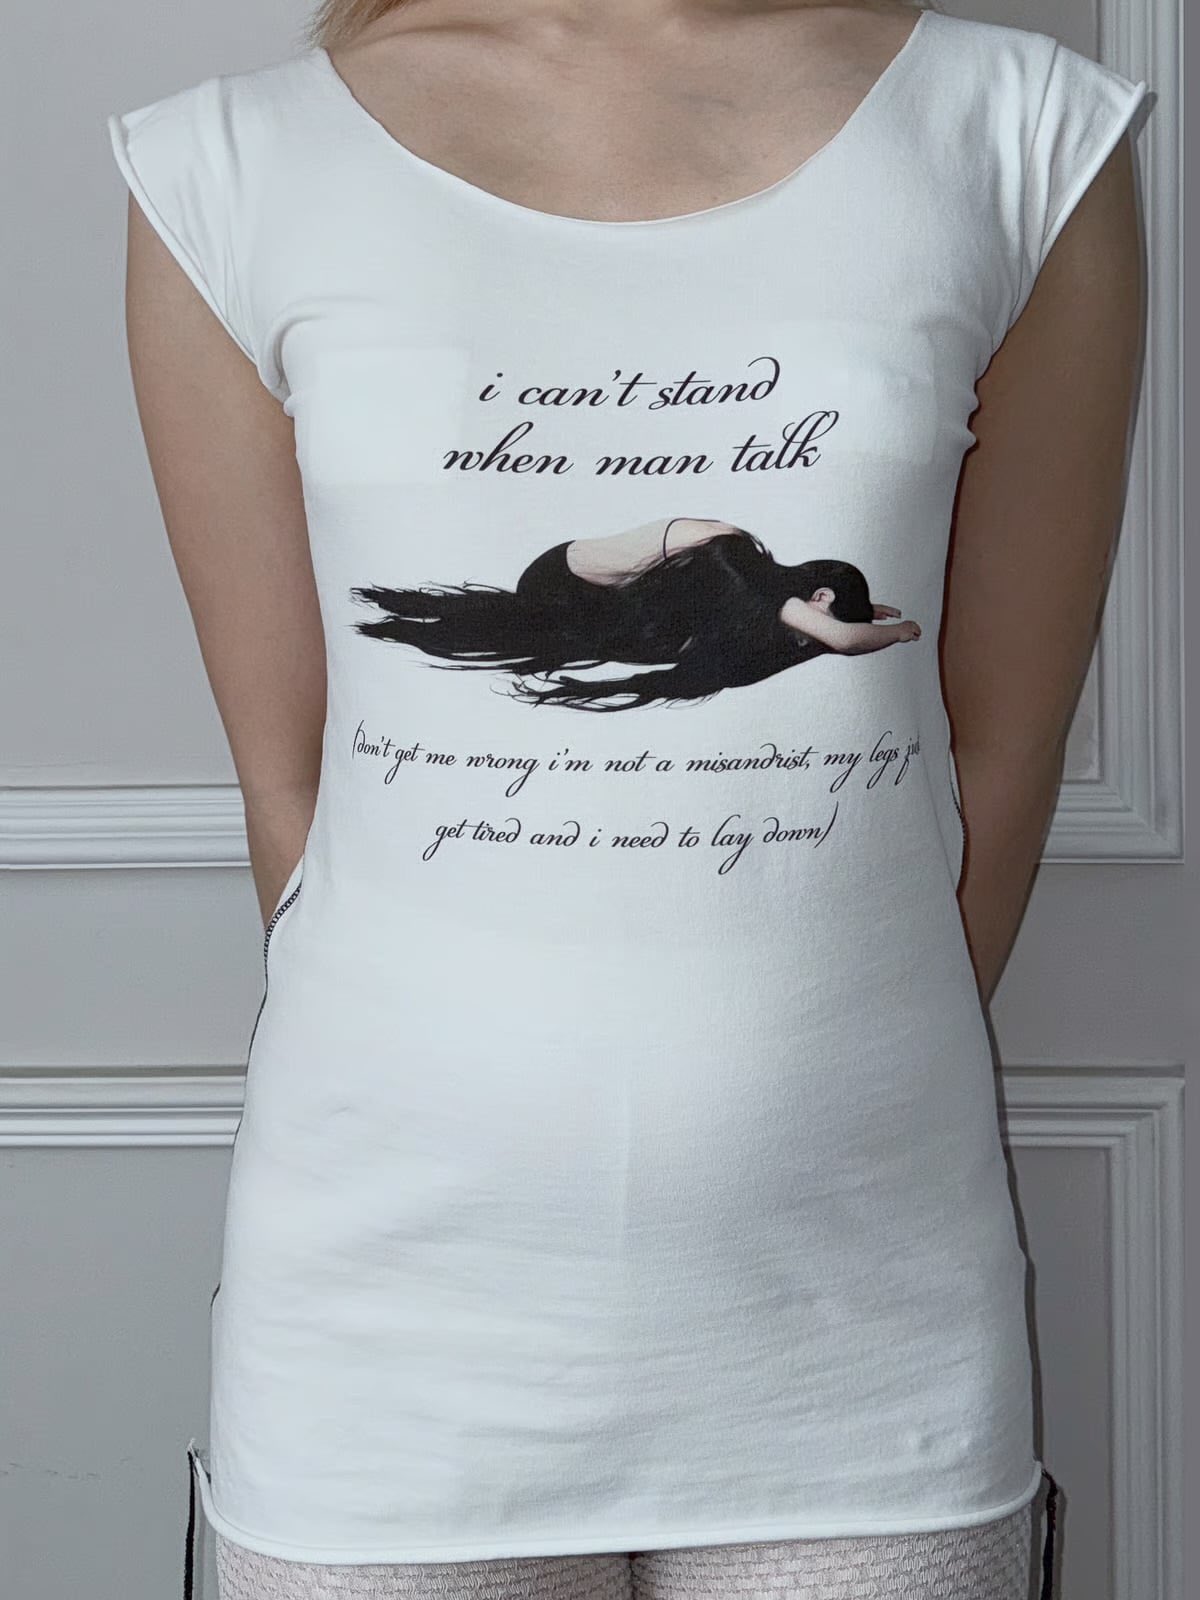 i can't stand
when man talk
(don't get me wrong i'm not a misandrist, my legs
get tired and i need to lay down)